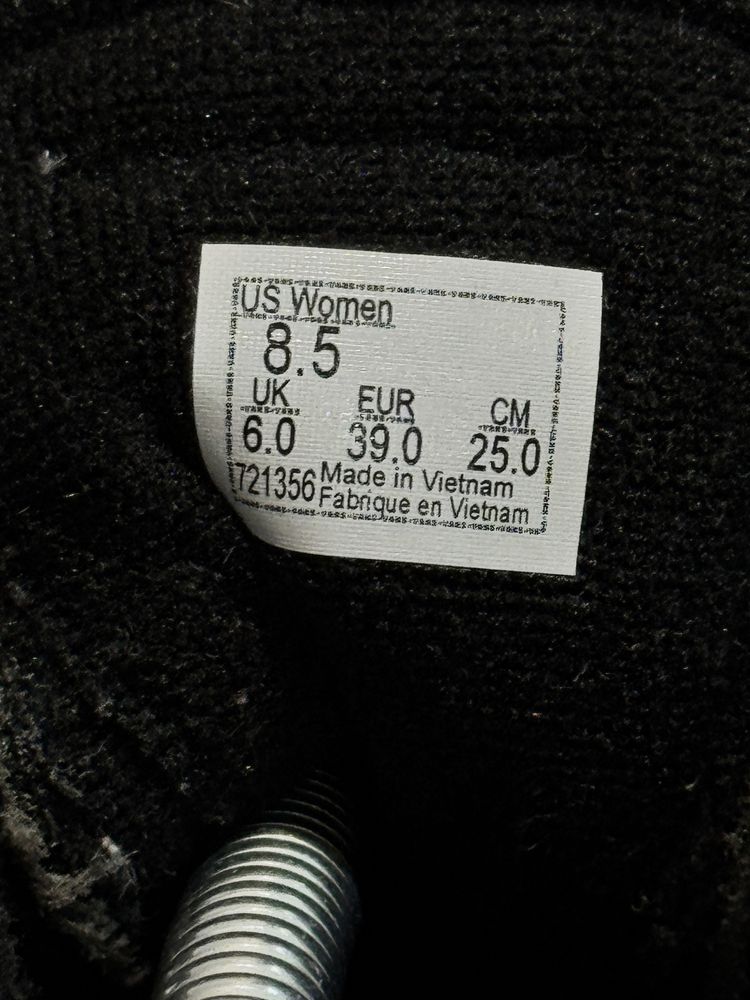 US Women
8.5
UK EUR CM
6.0 39.0 25.0
721356 Made in Vietnam
Fabrique en Vietnam